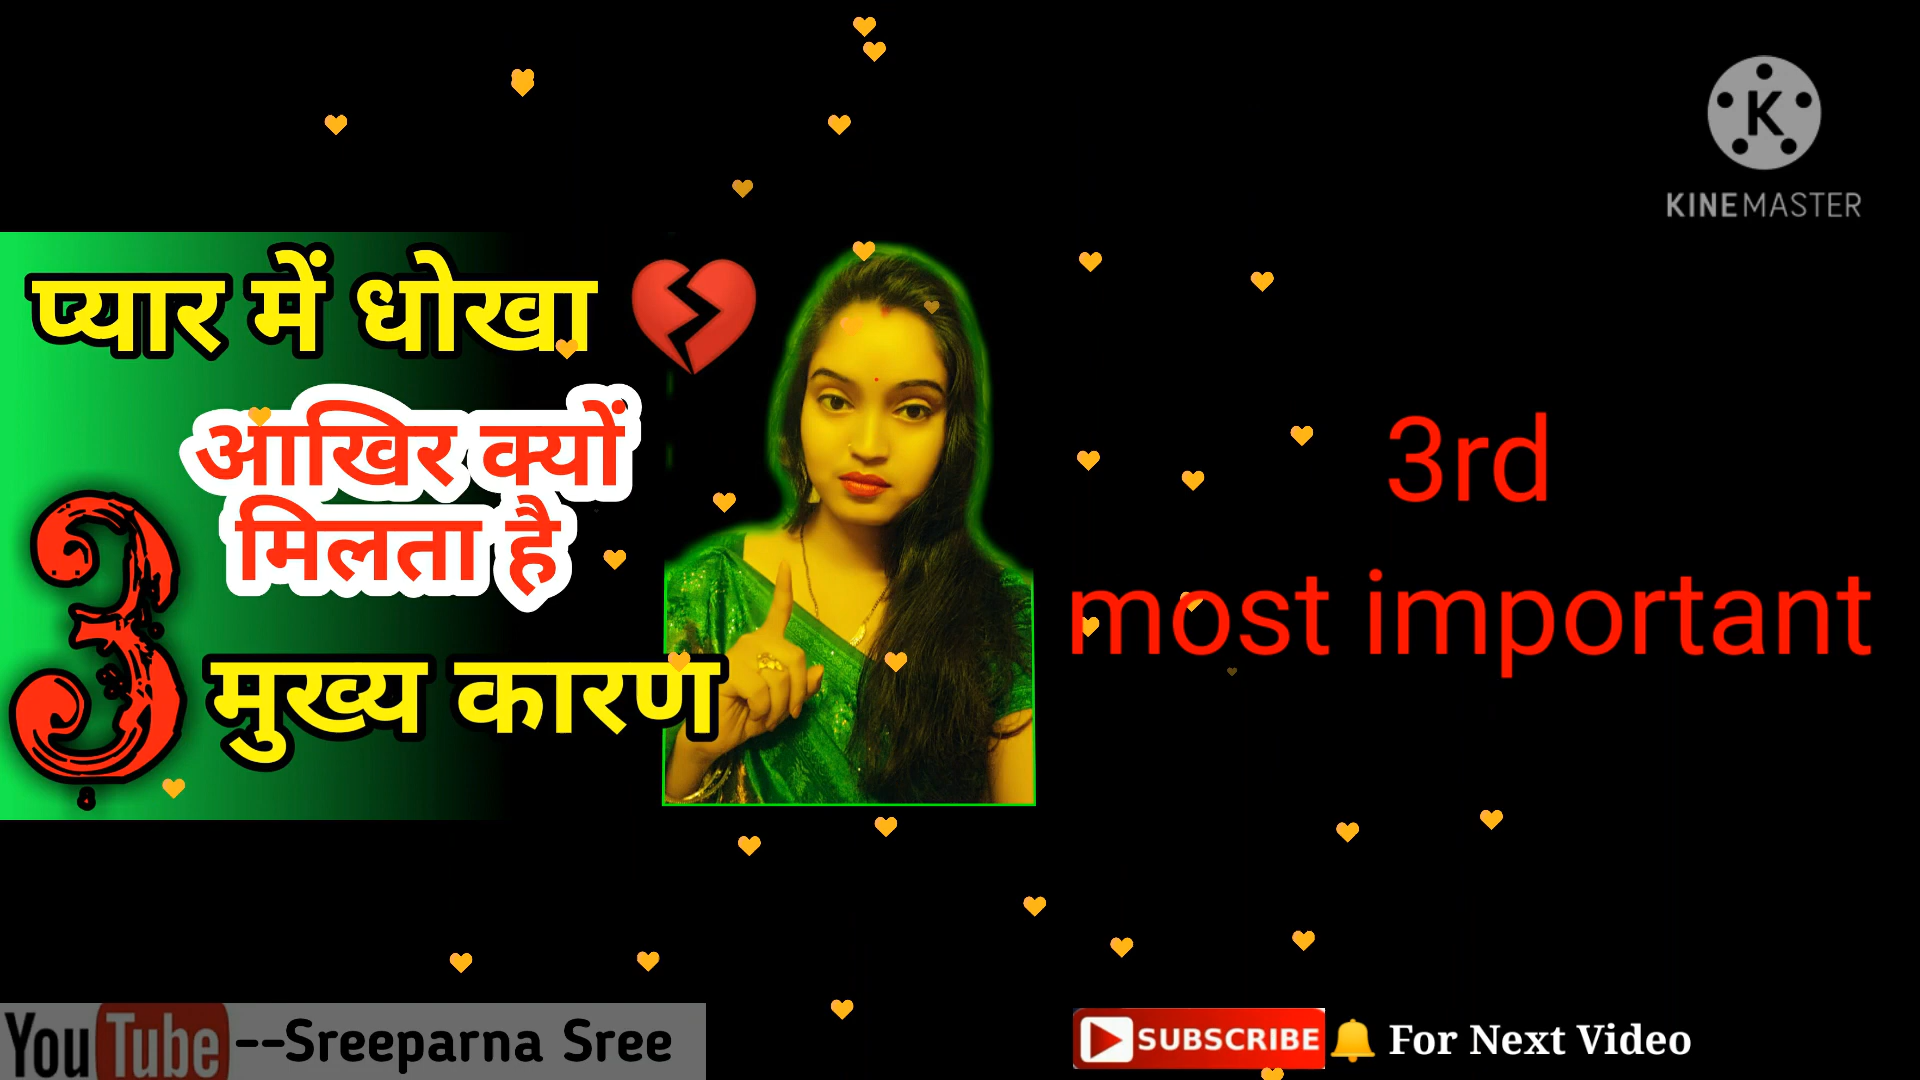 K
KINEMASTER
प्यार में धोखा
आखिर क्यों
मिलता है
3
मुख्य कारण
3rd
most important
YouTube --Sreeparna Sree
SUBSCRIBE For Next Video